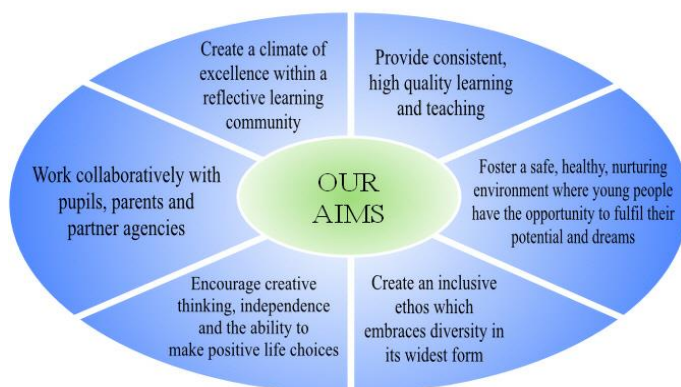 Create a climate of
excellence within a
reflective learning
community
Provide consistent,
high quality learning
and teaching
Work collaboratively with
pupils, parents and
partner agencies
OUR
AIMS
Foster a safe, healthy, nurturing
environment where young people
have the opportunity to fulfil their
potential and dreams
Encourage creative
thinking, independence
and the ability to
make positive life choices
Create an inclusive
ethos which
embraces diversity in
its widest form